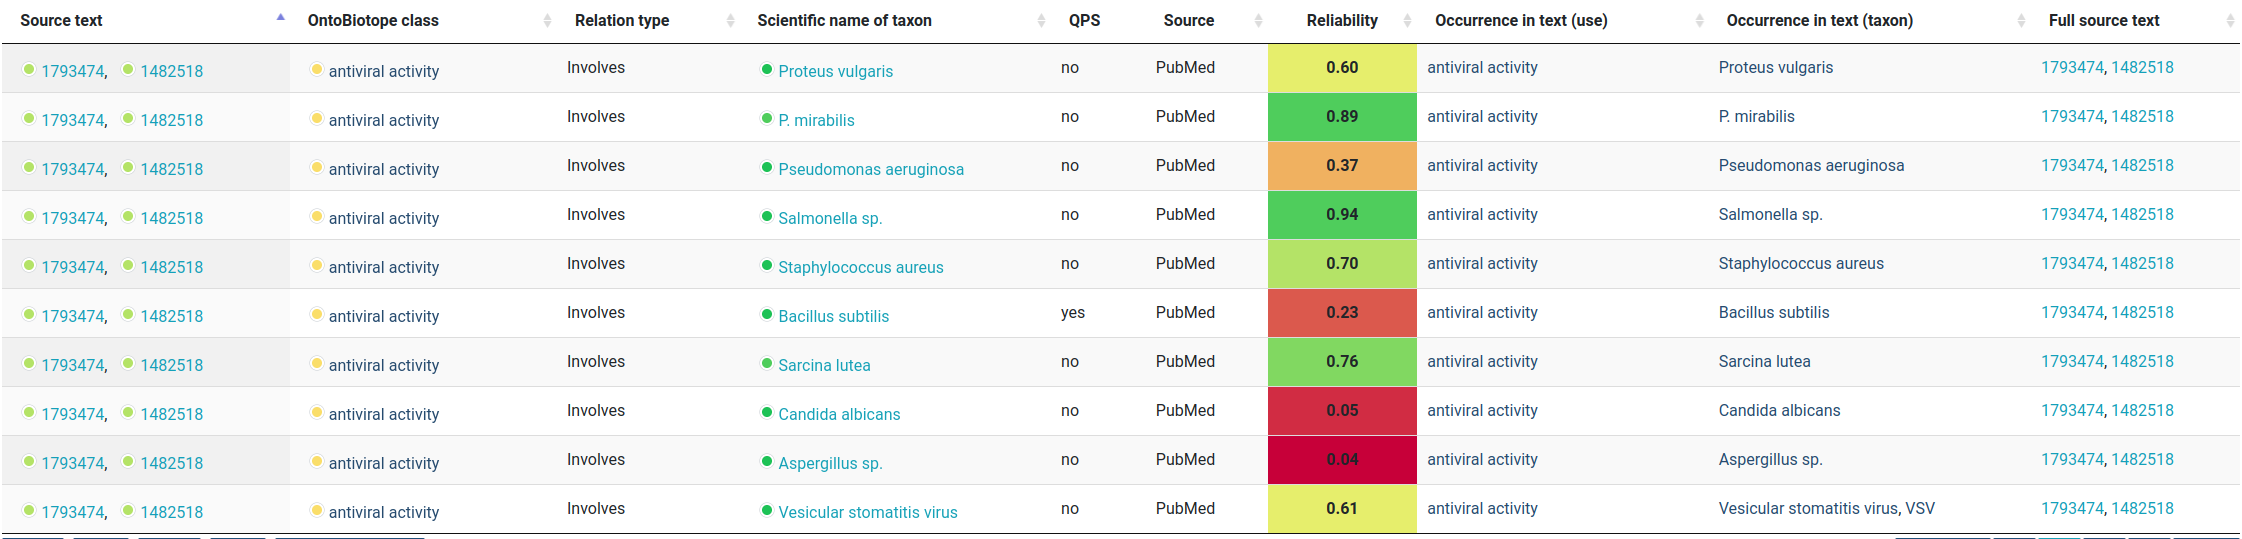 Source text OntoBiotope class Relation type Scientific name of taxon QPS Source Reliability Occurrence in text (use) Occurrence in text (taxon) Full source text
1793474, 1482518 antiviral activity Involves Proteus vulgaris no PubMed 0.60 antiviral activity Proteus vulgaris 1793474, 1482518
1793474, 1482518 antiviral activity Involves P. mirabilis no PubMed 0.89 antiviral activity P. mirabilis 1793474, 1482518
1793474, 1482518 antiviral activity Involves Pseudomonas aeruginosa no PubMed 0.37 antiviral activity Pseudomonas aeruginosa 1793474, 1482518
1793474, 1482518 antiviral activity Involves Salmonella sp. no PubMed 0.94 antiviral activity Salmonella sp. 1793474, 1482518
1793474, 1482518 antiviral activity Involves Staphylococcus aureus no PubMed 0.70 antiviral activity Staphylococcus aureus 1793474, 1482518
1793474, 1482518 antiviral activity Involves Bacillus subtilis yes PubMed 0.23 antiviral activity Bacillus subtilis 1793474, 1482518
1793474, 1482518 antiviral activity Involves Sarcina lutea no PubMed 0.76 antiviral activity Sarcina lutea 1793474, 1482518
1793474, 1482518 antiviral activity Involves Candida albicans no PubMed 0.05 antiviral activity Candida albicans 1793474, 1482518
1793474, 1482518 antiviral activity Involves Aspergillus sp. no PubMed 0.04 antiviral activity Aspergillus sp. 1793474, 1482518
1793474, 1482518 antiviral activity Involves Vesicular stomatitis virus no PubMed 0.61 antiviral activity Vesicular stomatitis virus, VSV 1793474, 1482518